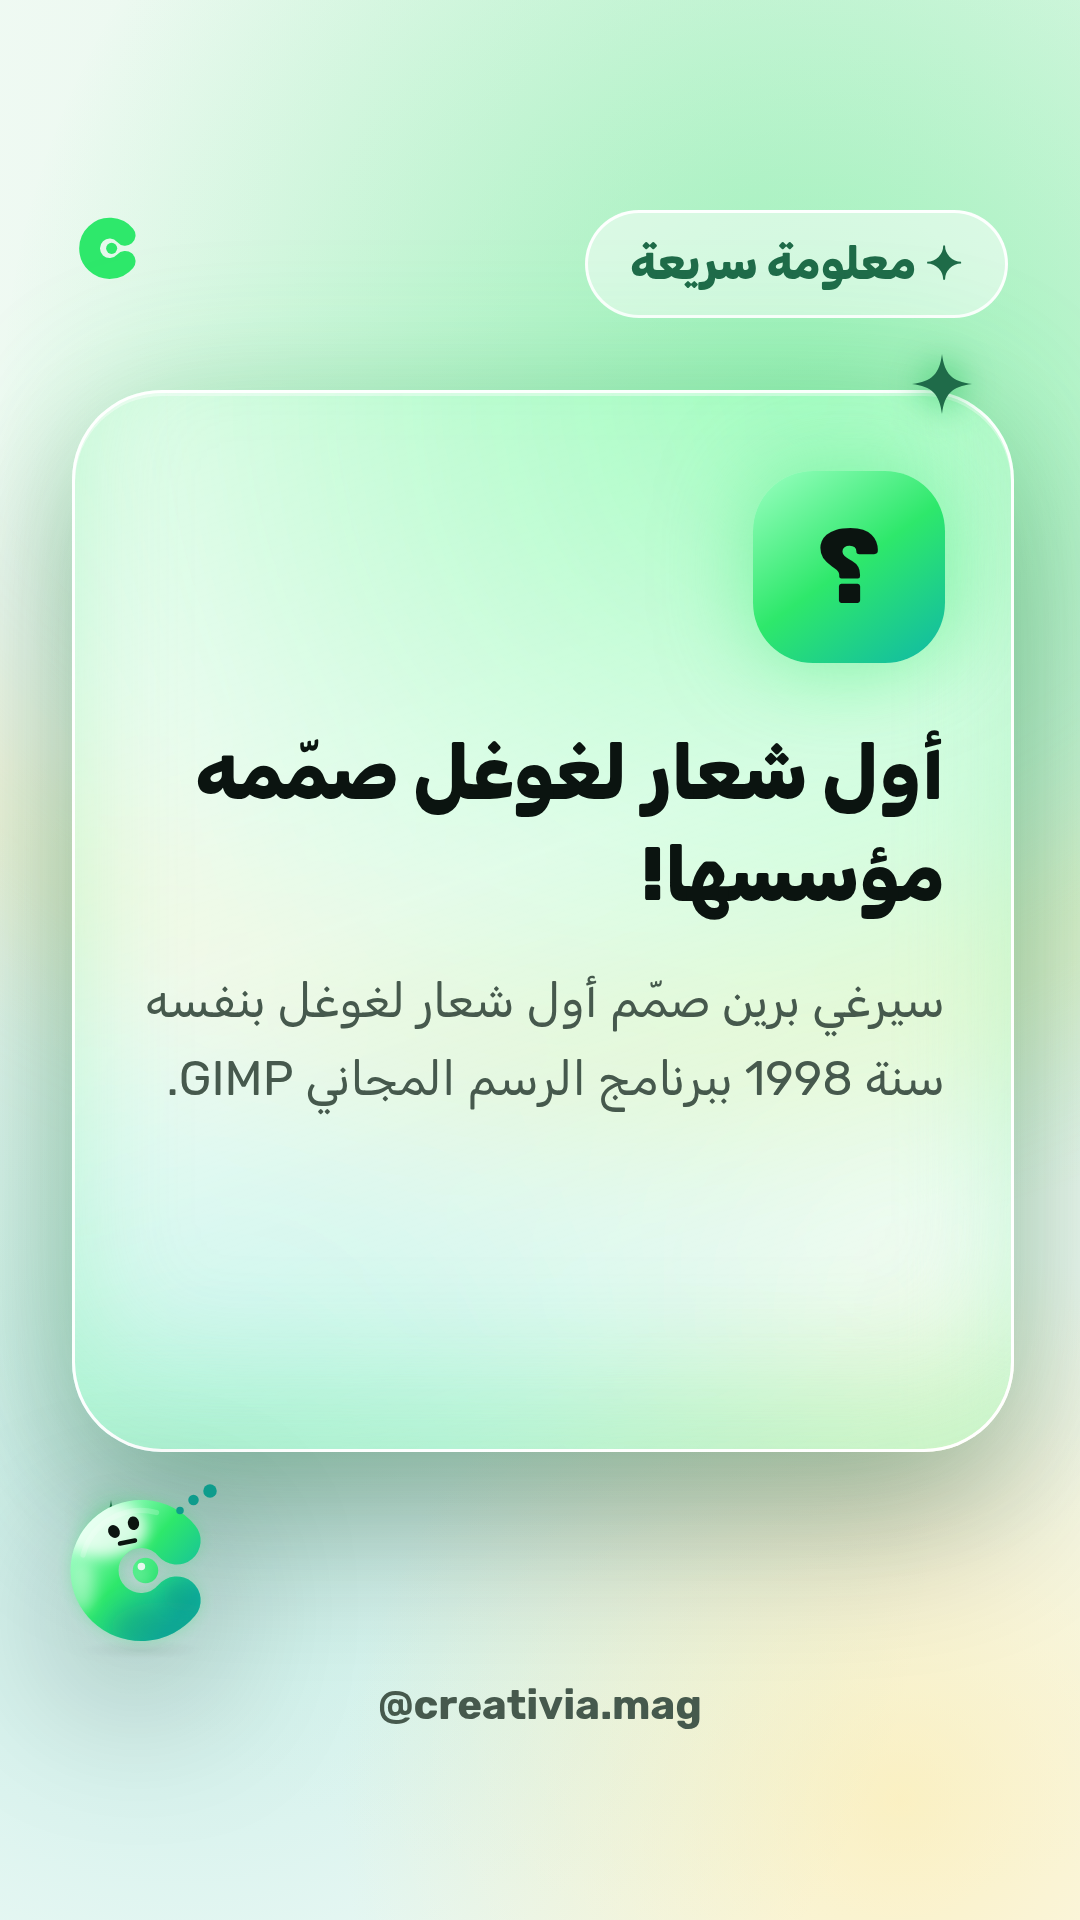 ✦ معلومة سريعة
؟
أول شعار لغوغل صمّمه
مؤسسها!
سيرغي برين صمّم أول شعار لغوغل بنفسه
سنة 1998 ببرنامج الرسم المجاني GIMP.
@creativia.mag